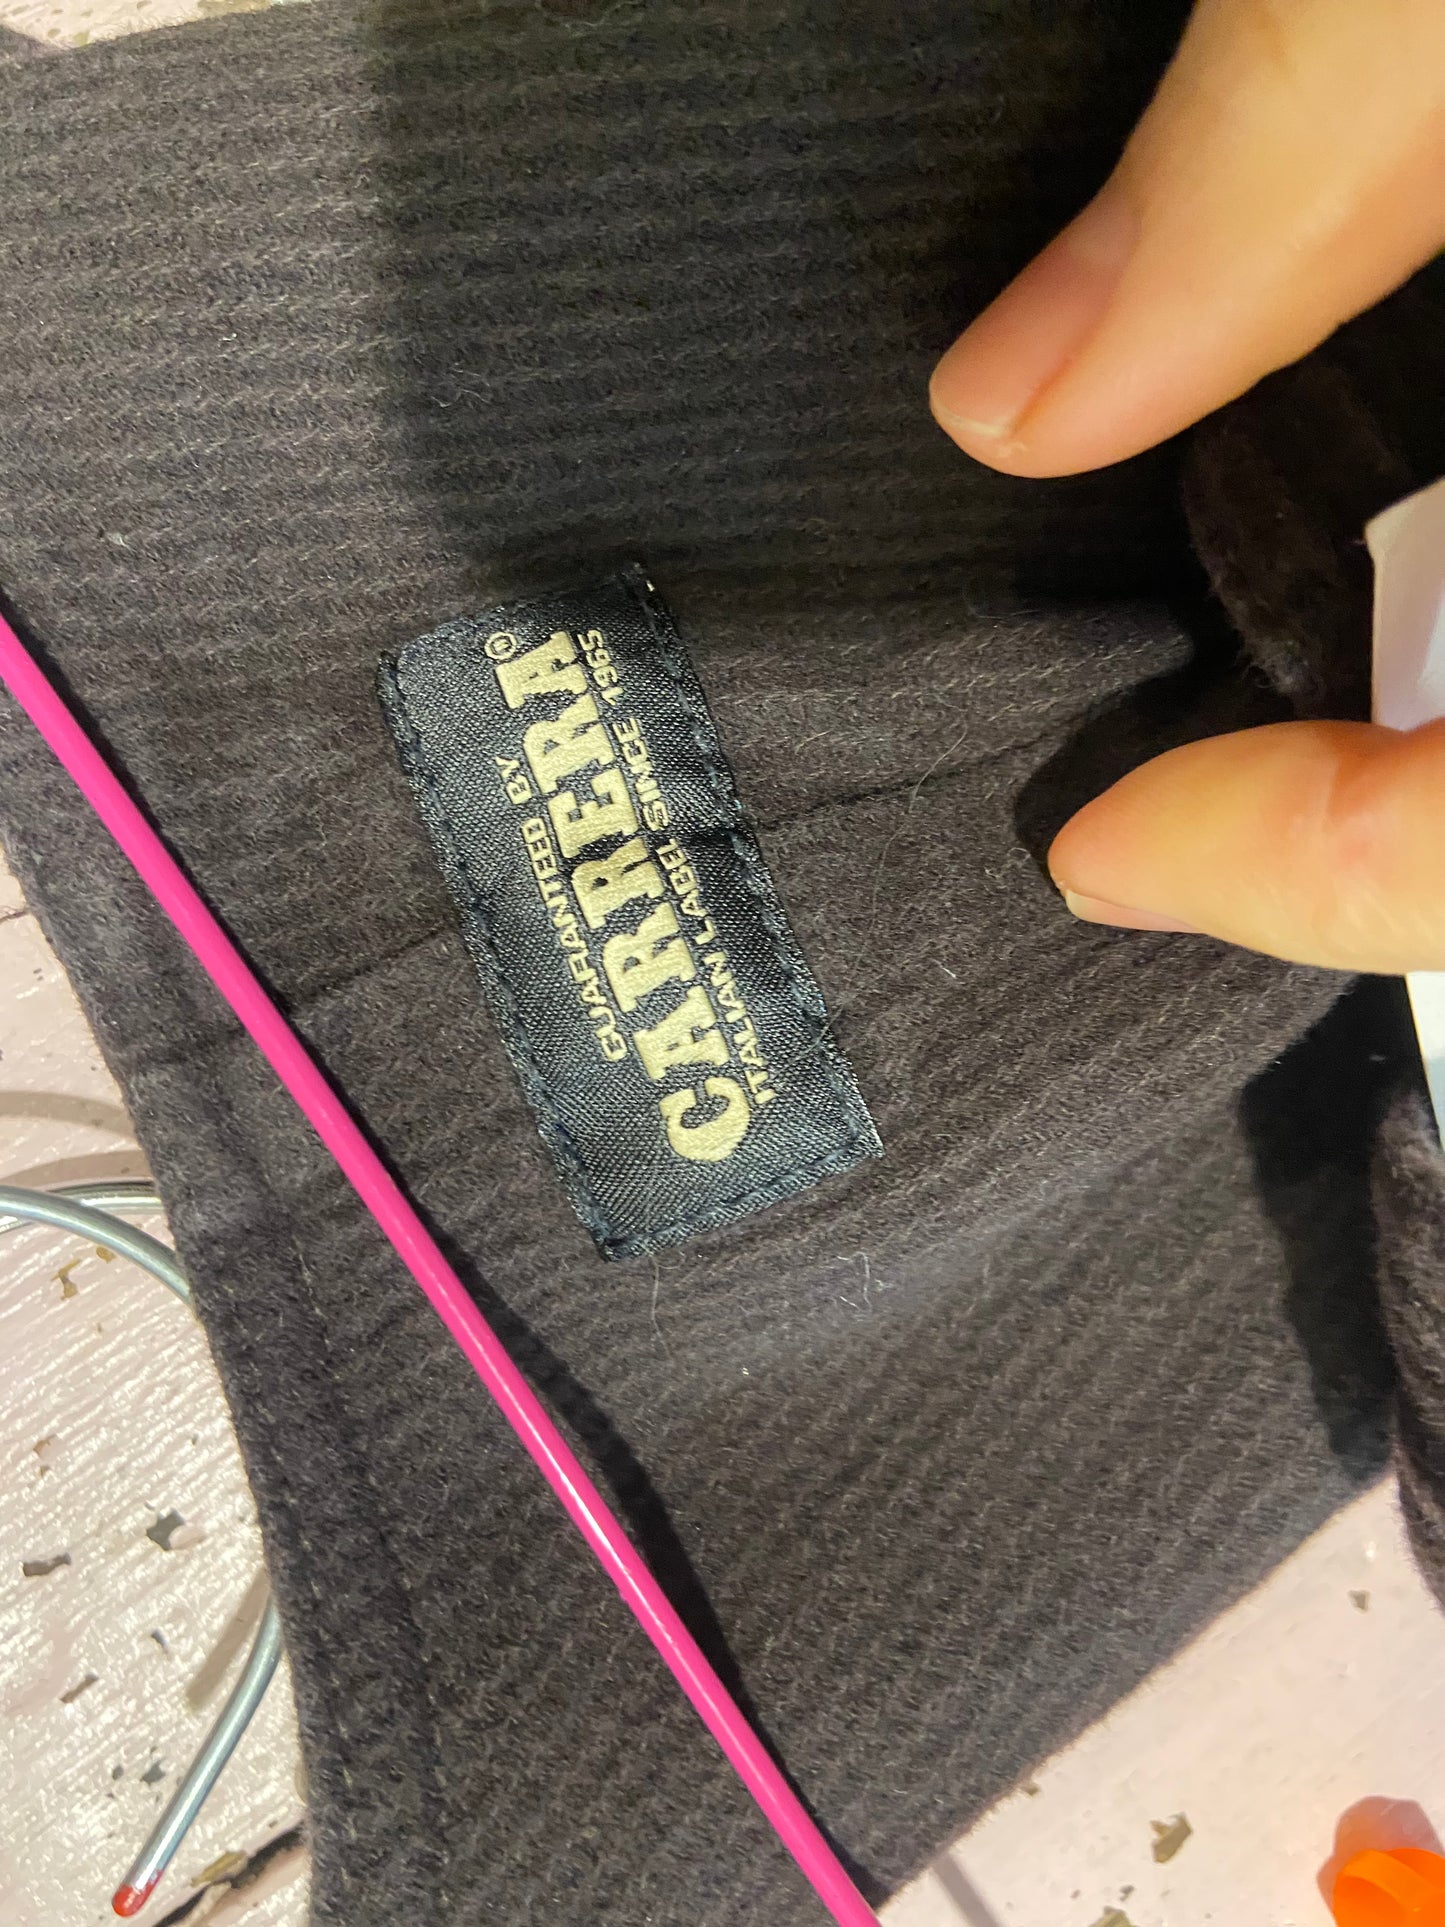 GUARANTEED BY
CARRERA®
ITALIAN LABEL SINCE 1965